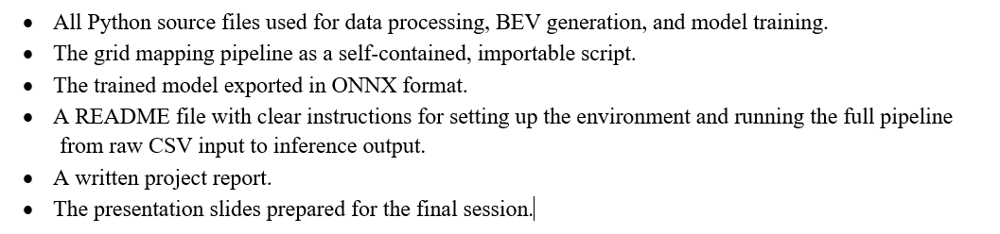 • All Python source files used for data processing, BEV generation, and model training.
• The grid mapping pipeline as a self-contained, importable script.
• The trained model exported in ONNX format.
• A README file with clear instructions for setting up the environment and running the full pipeline
from raw CSV input to inference output.
• A written project report.
• The presentation slides prepared for the final session.